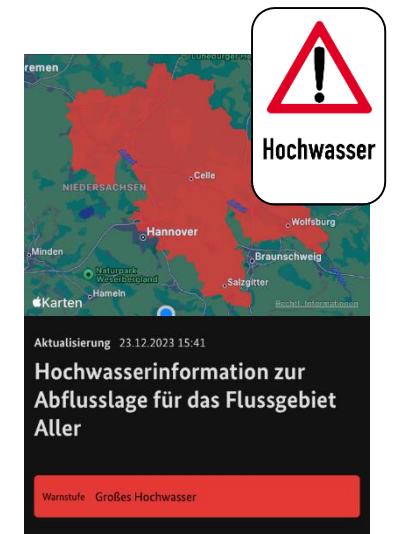 Lüneburger He
remen
Hochwasser
NIEDERSACHSEN
Celle
Hannover
Wolfsburg
Minden
Braunschweig
Naturpark
Weserbergland
Salzgitter
Karten
Hameln
Rechtl. Informationen
Aktualisierung 23.12.2023 15:41
Hochwasserinformation zur
Abflusslage für das Flussgebiet
Aller
Warnstufe Großes Hochwasser